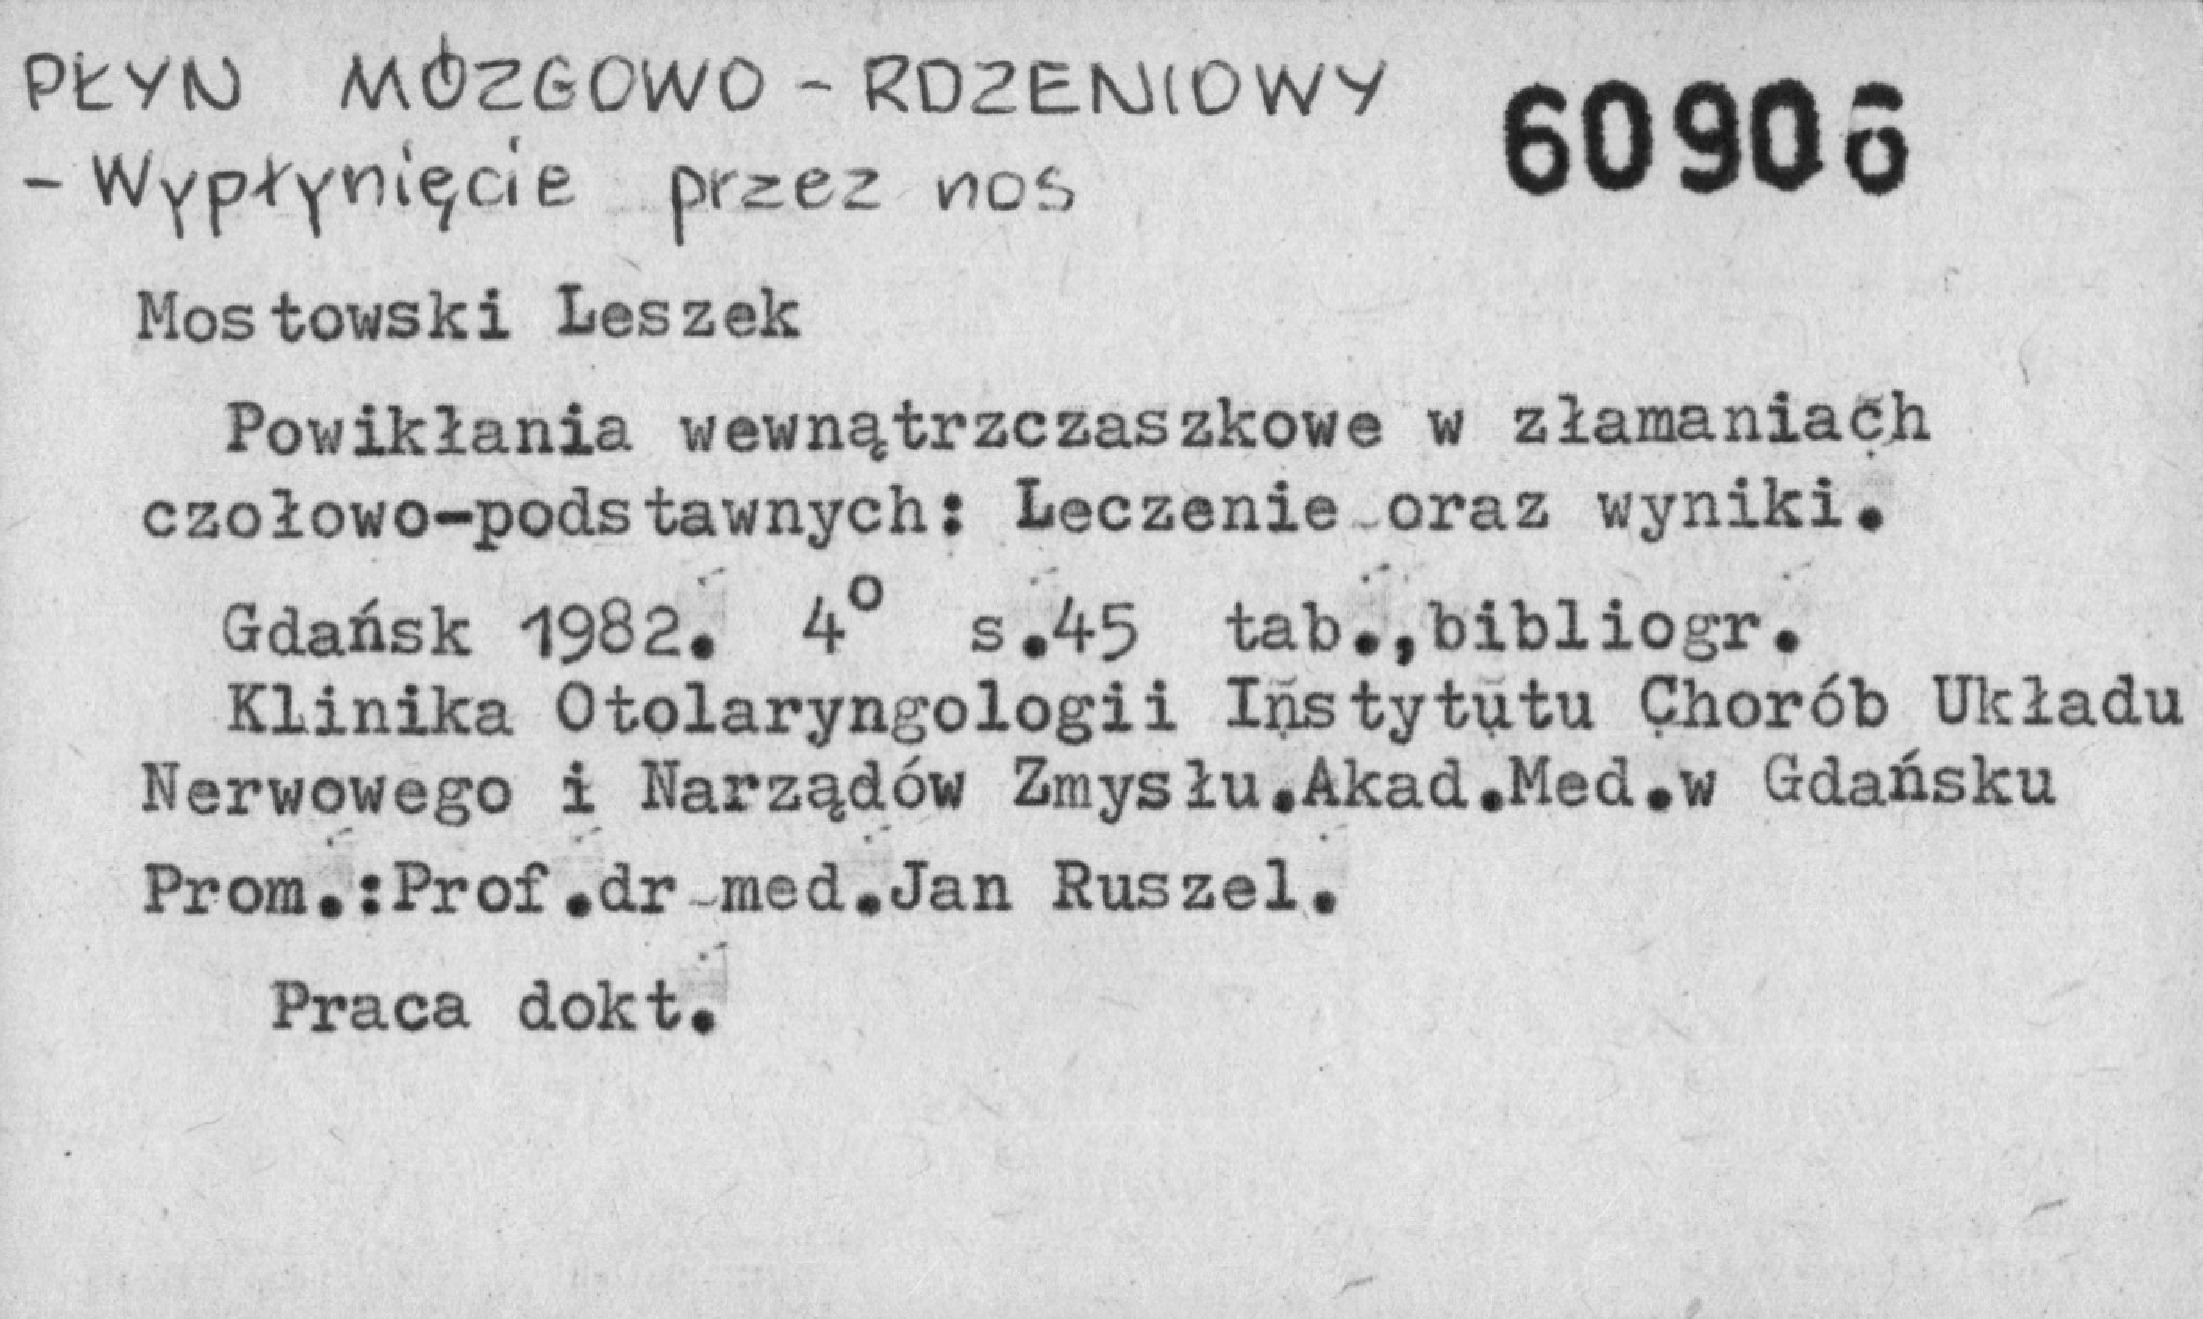 PŁYN MÓZGOWO - RDZENIOWY
- Wypłynięcie przez nos
60906
Mostowski Leszek
Powikłania wewnątrzczaszkowe w złamaniach
czołowo-podstawnych: Leczenie oraz wyniki.
Gdańsk 1982. 4° s.45 tab.,bibliogr.
Klinika Otolaryngologii Instytutu Chorób Układu
Nerwowego i Narządów Zmysłu.Akad.Med.w Gdańsku
Prom.:Prof.dr med.Jan Ruszel.
Praca dokt.